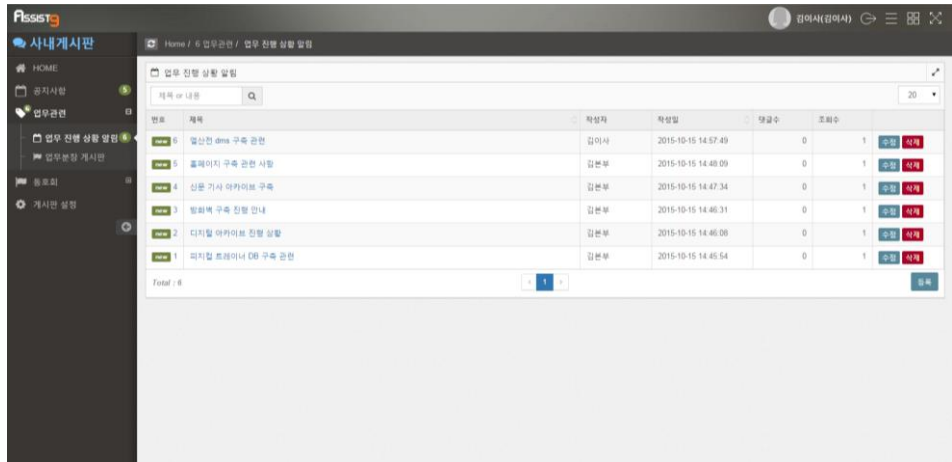 Assist9
김이사(김이사)
사내게시판
Home / 6 업무관련 / 업무 진행 상황 알림
HOME
공지사항 5
6 업무관련
업무 진행 상황 알림 6
업무분장 게시판
동호회
게시판 설정
업무 진행 상황 알림
제목 or 내용
20
번호 제목 작성자 작성일 댓글수 조회수
new 6 열산전 dms 구축 관련 김이사 2015-10-15 14:57:49 0 1 수정 삭제
new 5 홈페이지 구축 관련 사항 김본부 2015-10-15 14:48:09 0 1 수정 삭제
new 4 신문 기사 아카이브 구축 김본부 2015-10-15 14:47:34 0 1 수정 삭제
new 3 방화벽 구축 진행 안내 김본부 2015-10-15 14:46:31 0 1 수정 삭제
new 2 디지털 아카이브 진행 상황 김본부 2015-10-15 14:46:08 0 1 수정 삭제
new 1 피지컬 트레이너 DB 구축 관련 김본부 2015-10-15 14:45:54 0 1 수정 삭제
Total : 6
1
등록